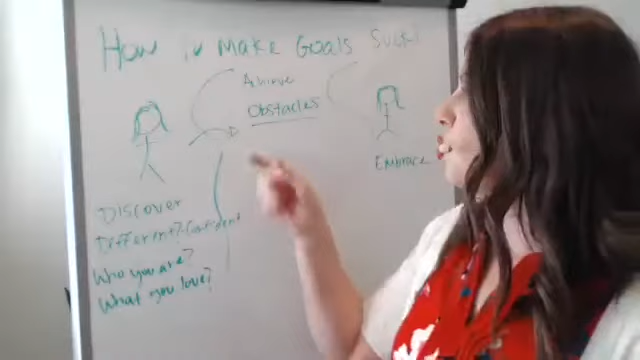 How to Make Goals Suck!
Achieve
Obstacles
Embrace
Discover
Different? Confident
Who you are?
What you love?